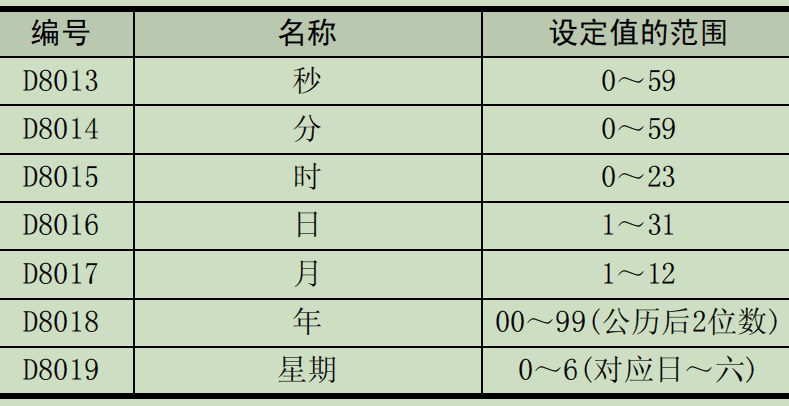 编号 名称 设定值的范围
D8013 秒 0～59
D8014 分 0～59
D8015 时 0～23
D8016 日 1～31
D8017 月 1～12
D8018 年 00～99(公历后2位数)
D8019 星期 0～6(对应日～六)